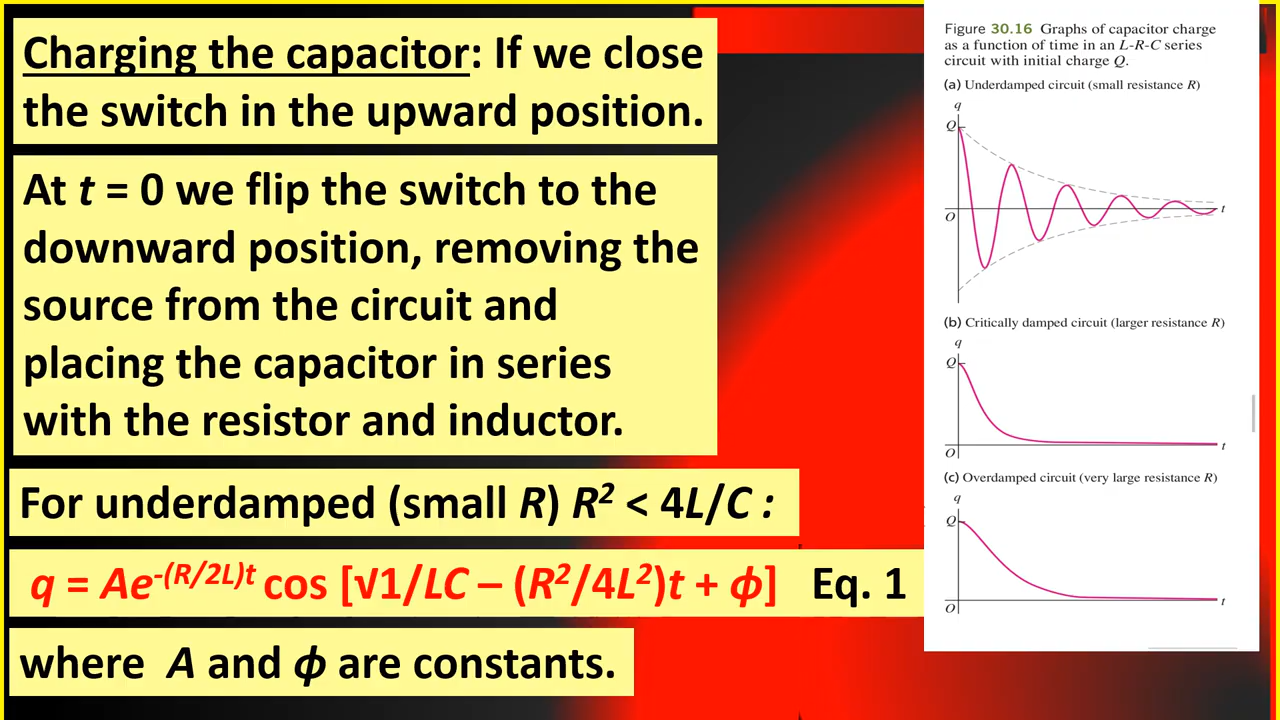 Charging the capacitor: If we close
the switch in the upward position.
At t = 0 we flip the switch to the
downward position, removing the
source from the circuit and
placing the capacitor in series
with the resistor and inductor.
For underdamped (small R) R² < 4L/C :
q = Ae^-(R/2L)t cos [√1/LC – (R²/4L²)t + ϕ] Eq. 1
where A and ϕ are constants.
Figure 30.16 Graphs of capacitor charge
as a function of time in an L-R-C series
circuit with initial charge Q.
(a) Underdamped circuit (small resistance R)
q
Q
O
t
(b) Critically damped circuit (larger resistance R)
q
Q
O
t
(c) Overdamped circuit (very large resistance R)
q
Q
O
t